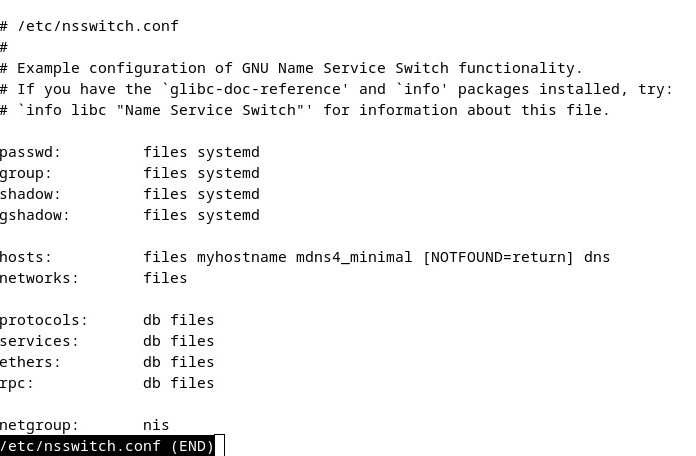 # /etc/nsswitch.conf
#
# Example configuration of GNU Name Service Switch functionality.
# If you have the `glibc-doc-reference' and `info' packages installed, try:
# `info libc "Name Service Switch"' for information about this file.

passwd:         files systemd
group:          files systemd
shadow:         files systemd
gshadow:        files systemd

hosts:          files myhostname mdns4_minimal [NOTFOUND=return] dns
networks:       files

protocols:      db files
services:       db files
ethers:         db files
rpc:            db files

netgroup:       nis
/etc/nsswitch.conf (END)